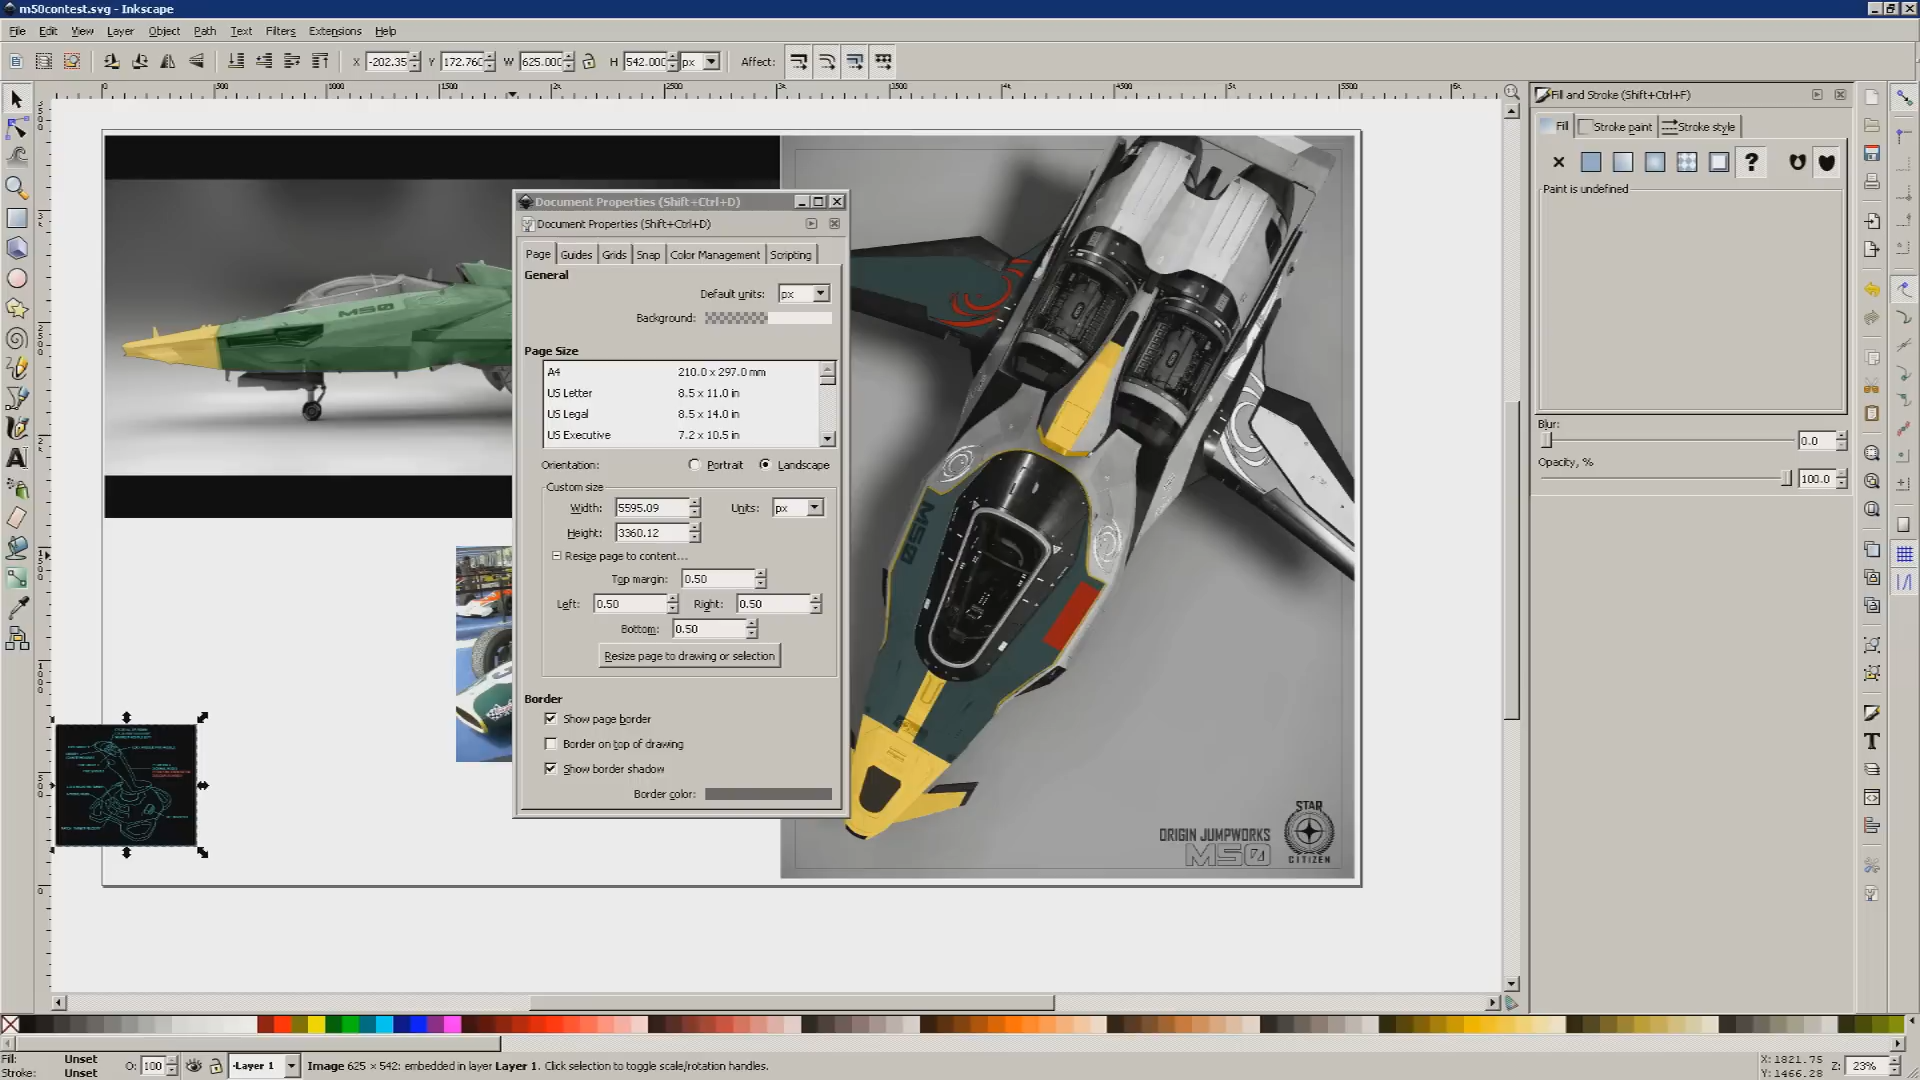 m50contest.svg - Inkscape
File Edit View Layer Object Path Text Filters Extensions Help
X -202.35 Y 172.760 W 625.000 H 542.000 px Affect:
Fill and Stroke (Shift+Ctrl+F)
Fill Stroke paint Stroke style
Paint is undefined
Blur:
0.0
Opacity, %
100.0
Document Properties (Shift+Ctrl+D)
Document Properties (Shift+Ctrl+D)
Page Guides Grids Snap Color Management Scripting
General
Default units: px
Background:
Page Size
A4 210.0 x 297.0 mm
US Letter 8.5 x 11.0 in
US Legal 8.5 x 14.0 in
US Executive 7.2 x 10.5 in
Orientation: Portrait Landscape
Custom size
Width: 5595.09 Units: px
Height: 3360.12
Resize page to content...
Top margin: 0.50
Left: 0.50 Right: 0.50
Bottom: 0.50
Resize page to drawing or selection
Border
Show page border
Border on top of drawing
Show border shadow
Border color:
M50
M50
STAR
CITIZEN
ORIGIN JUMPWORKS
M50
Fill: Unset
Stroke: Unset
O: 100
Layer 1
Image 625 × 542: embedded in layer Layer 1. Click selection to toggle scale/rotation handles.
X: 1821.75
Y: 1466.28
Z: 23%